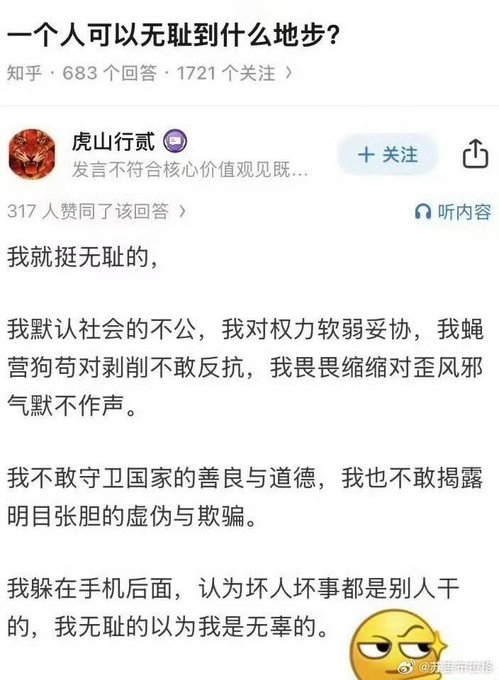 一个人可以无耻到什么地步?
知乎 · 683 个回答 · 1721 个关注 >
虎山行贰
发言不符合核心价值观见既...
+ 关注
317 人赞同了该回答 >
听内容
我就挺无耻的，
我默认社会的不公，我对权力软弱妥协，我蝇
营狗苟对剥削不敢反抗，我畏畏缩缩对歪风邪
气默不作声。
我不敢守卫国家的善良与道德，我也不敢揭露
明目张胆的虚伪与欺骗。
我躲在手机后面，认为坏人坏事都是别人干
的，我无耻的以为我是无辜的。